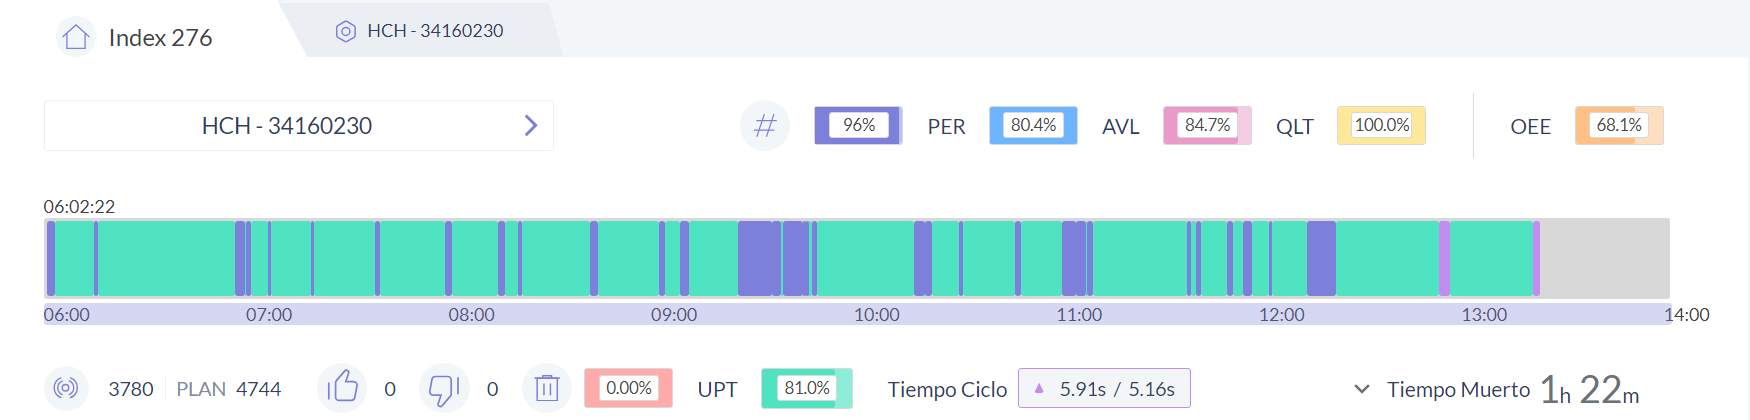 Index 276 HCH - 34160230
HCH - 34160230 96% PER 80.4% AVL 84.7% QLT 100.0% OEE 68.1%
06:02:22
06:00 07:00 08:00 09:00 10:00 11:00 12:00 13:00 14:00
3780 PLAN 4744 0 0 0.00% UPT 81.0% Tiempo Ciclo 5.91s / 5.16s Tiempo Muerto 1h 22m